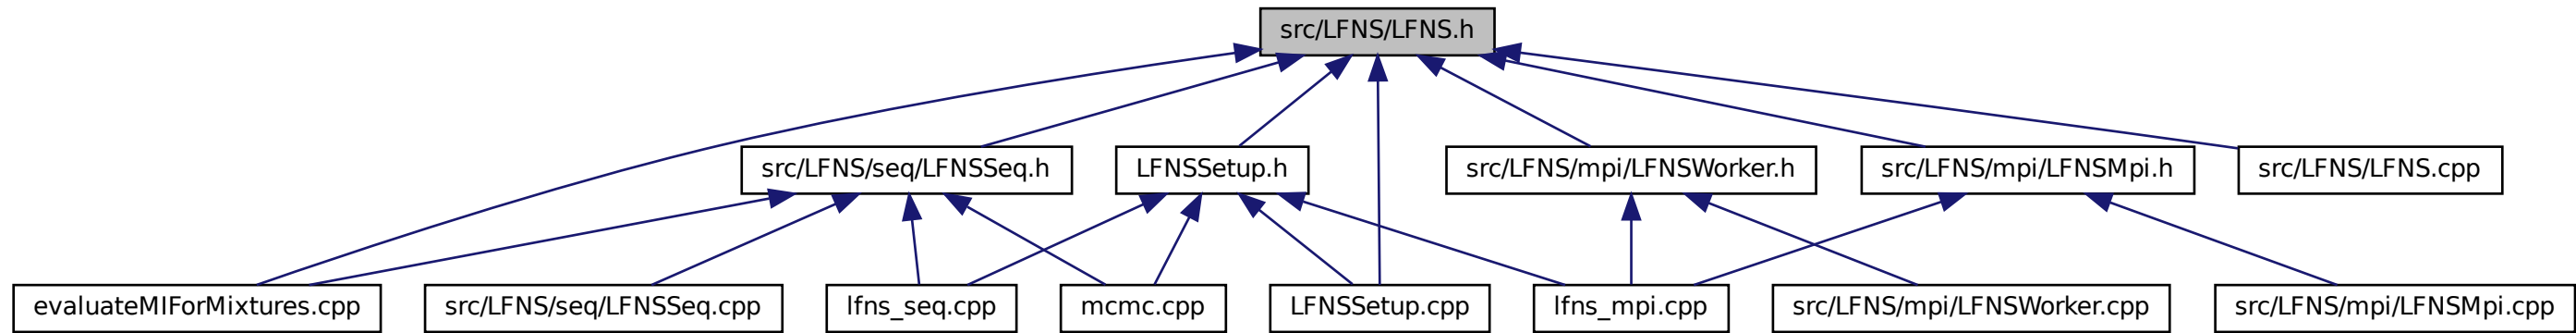 src/LFNS/LFNS.h
src/LFNS/seq/LFNSSeq.h
LFNSSetup.h
src/LFNS/mpi/LFNSWorker.h
src/LFNS/mpi/LFNSMpi.h
src/LFNS/LFNS.cpp
evaluateMIForMixtures.cpp
src/LFNS/seq/LFNSSeq.cpp
lfns_seq.cpp
mcmc.cpp
LFNSSetup.cpp
lfns_mpi.cpp
src/LFNS/mpi/LFNSWorker.cpp
src/LFNS/mpi/LFNSMpi.cpp